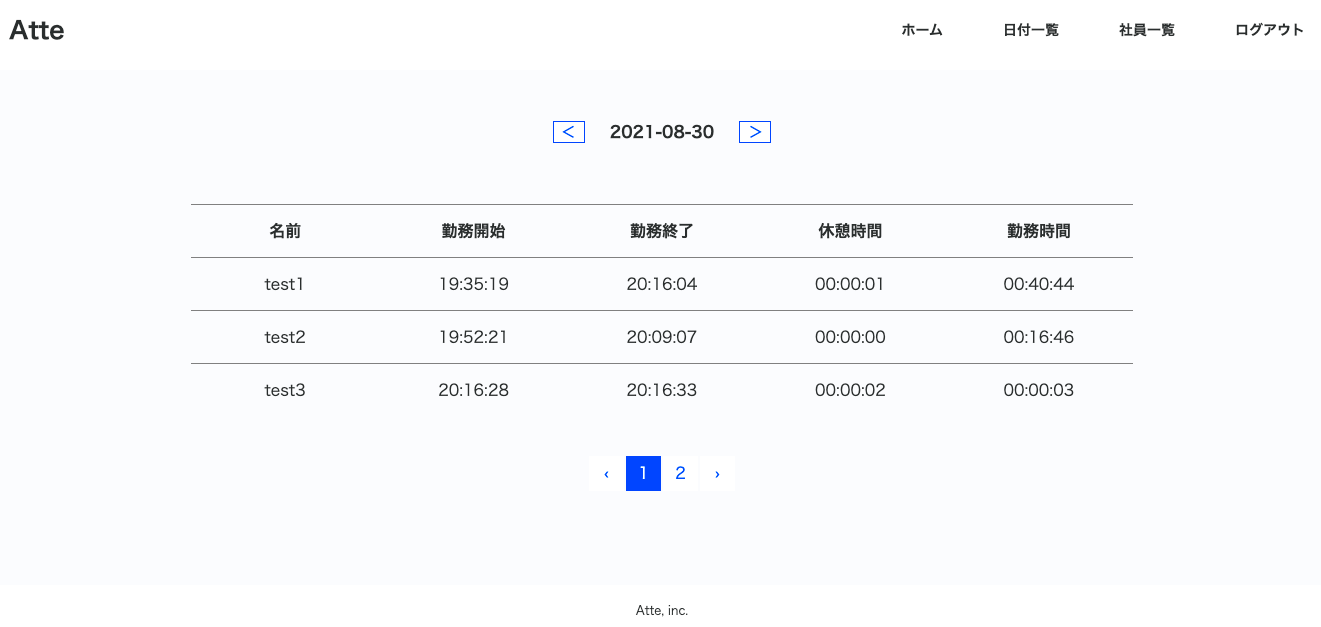 Atte ホーム 日付一覧 社員一覧 ログアウト
＜ 2021-08-30 ＞
名前 勤務開始 勤務終了 休憩時間 勤務時間
test1 19:35:19 20:16:04 00:00:01 00:40:44
test2 19:52:21 20:09:07 00:00:00 00:16:46
test3 20:16:28 20:16:33 00:00:02 00:00:03
‹ 1 2 ›
Atte, inc.